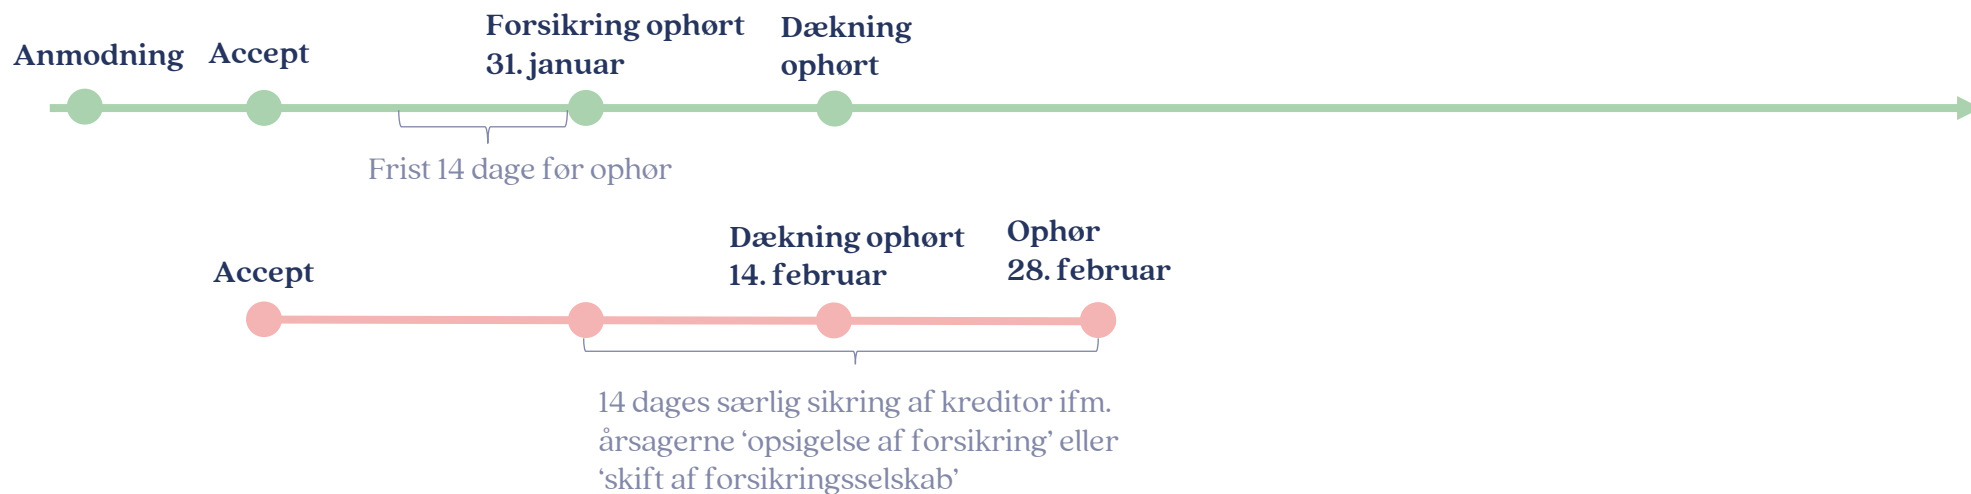 Anmodning
Accept
Forsikring ophørt
31. januar
Dækning
ophørt
Frist 14 dage før ophør
Accept
Dækning ophørt
14. februar
Ophør
28. februar
14 dages særlig sikring af kreditor ifm.
årsagerne ‘opsigelse af forsikring’ eller
‘skift af forsikringsselskab’